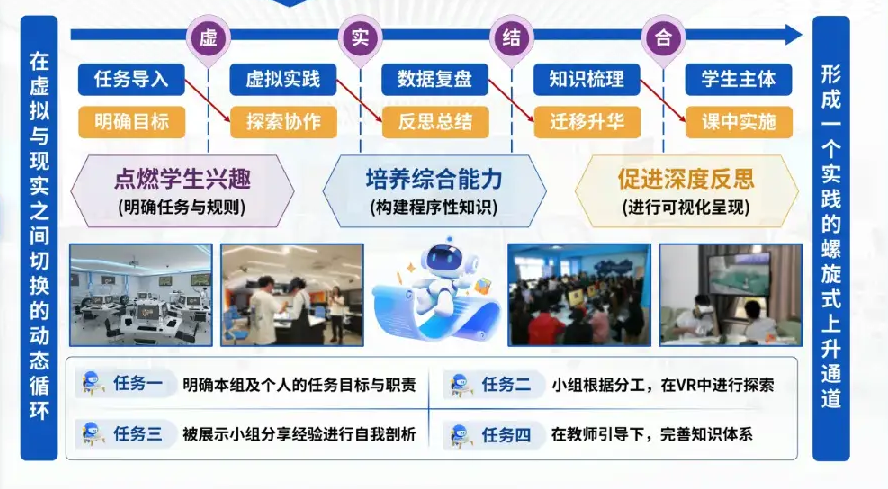 在虚拟与现实之间切换的动态循环
虚 实 结 合
任务导入 虚拟实践 数据复盘 知识梳理 学生主体
明确目标 探索协作 反思总结 迁移升华 课中实施
点燃学生兴趣 培养综合能力 促进深度反思
(明确任务与规则) (构建程序性知识) (进行可视化呈现)
任务一 明确本组及个人的任务目标与职责 任务二 小组根据分工，在VR中进行探索
任务三 被展示小组分享经验进行自我剖析 任务四 在教师引导下，完善知识体系
形成一个实践的螺旋式上升通道